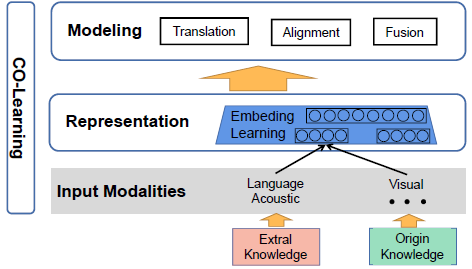 CO-Learning
Modeling
Translation
Alignment
Fusion
Representation
Embeding
Learning
Input Modalities
Language
Acoustic
Visual
Extral
Knowledge
Origin
Knowledge